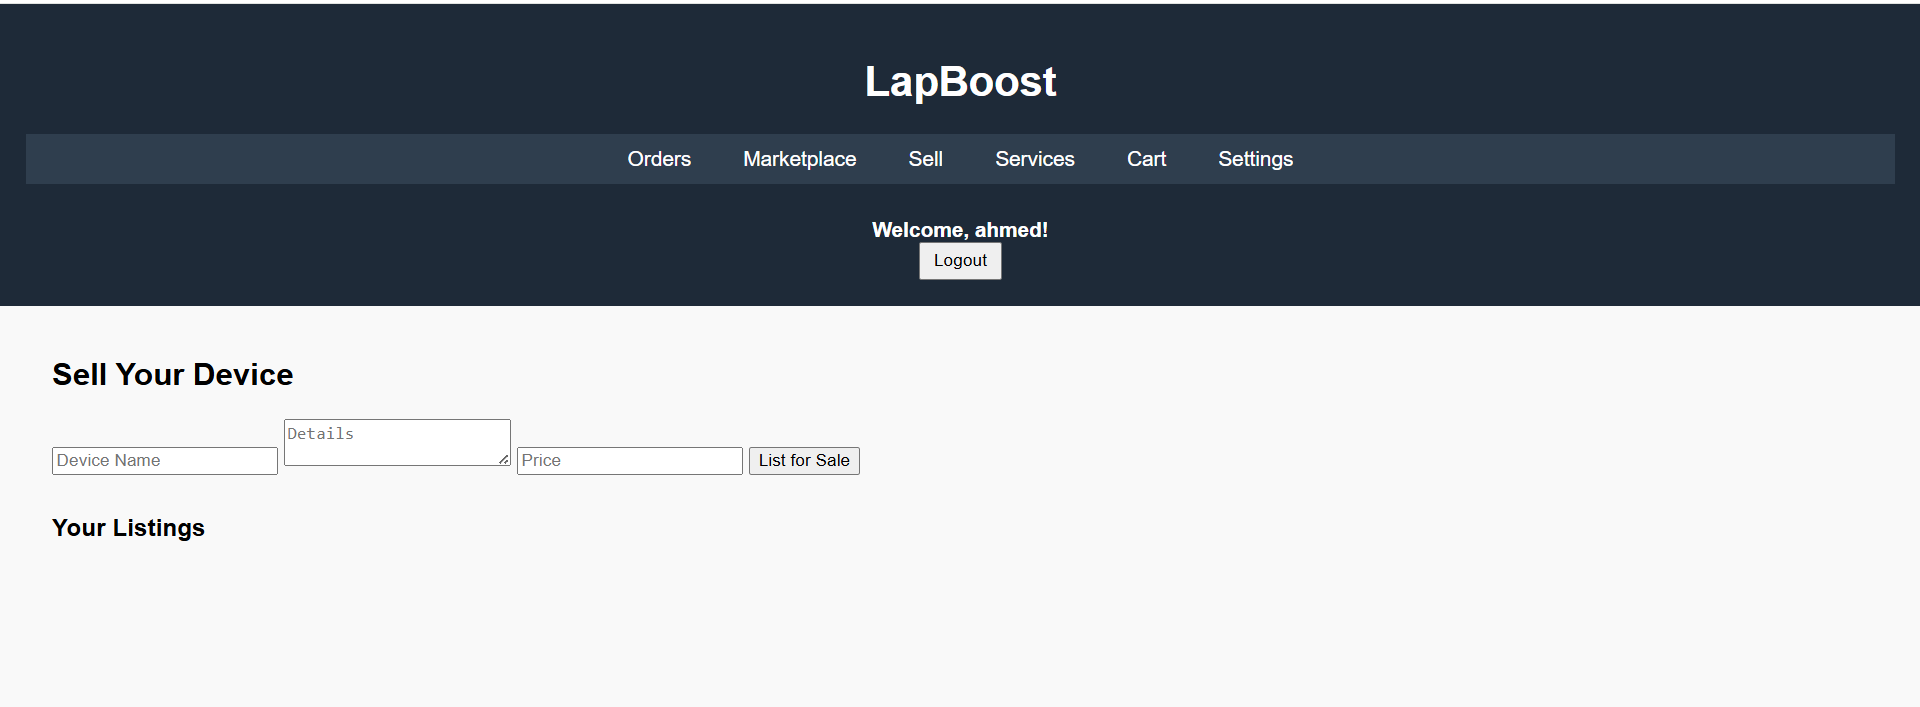 LapBoost
Orders Marketplace Sell Services Cart Settings
Welcome, ahmed!
Logout
Sell Your Device
Device Name Details Price List for Sale
Your Listings